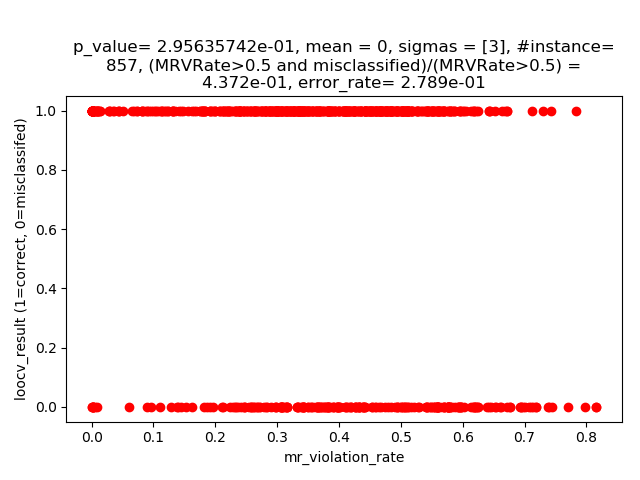 p_value= 2.95635742e-01, mean = 0, sigmas = [3], #instance=
857, (MRVRate>0.5 and misclassified)/(MRVRate>0.5) =
4.372e-01, error_rate= 2.789e-01
loocv_result (1=correct, 0=misclassifed)
1.0
0.8
0.6
0.4
0.2
0.0
0.0 0.1 0.2 0.3 0.4 0.5 0.6 0.7 0.8
mr_violation_rate